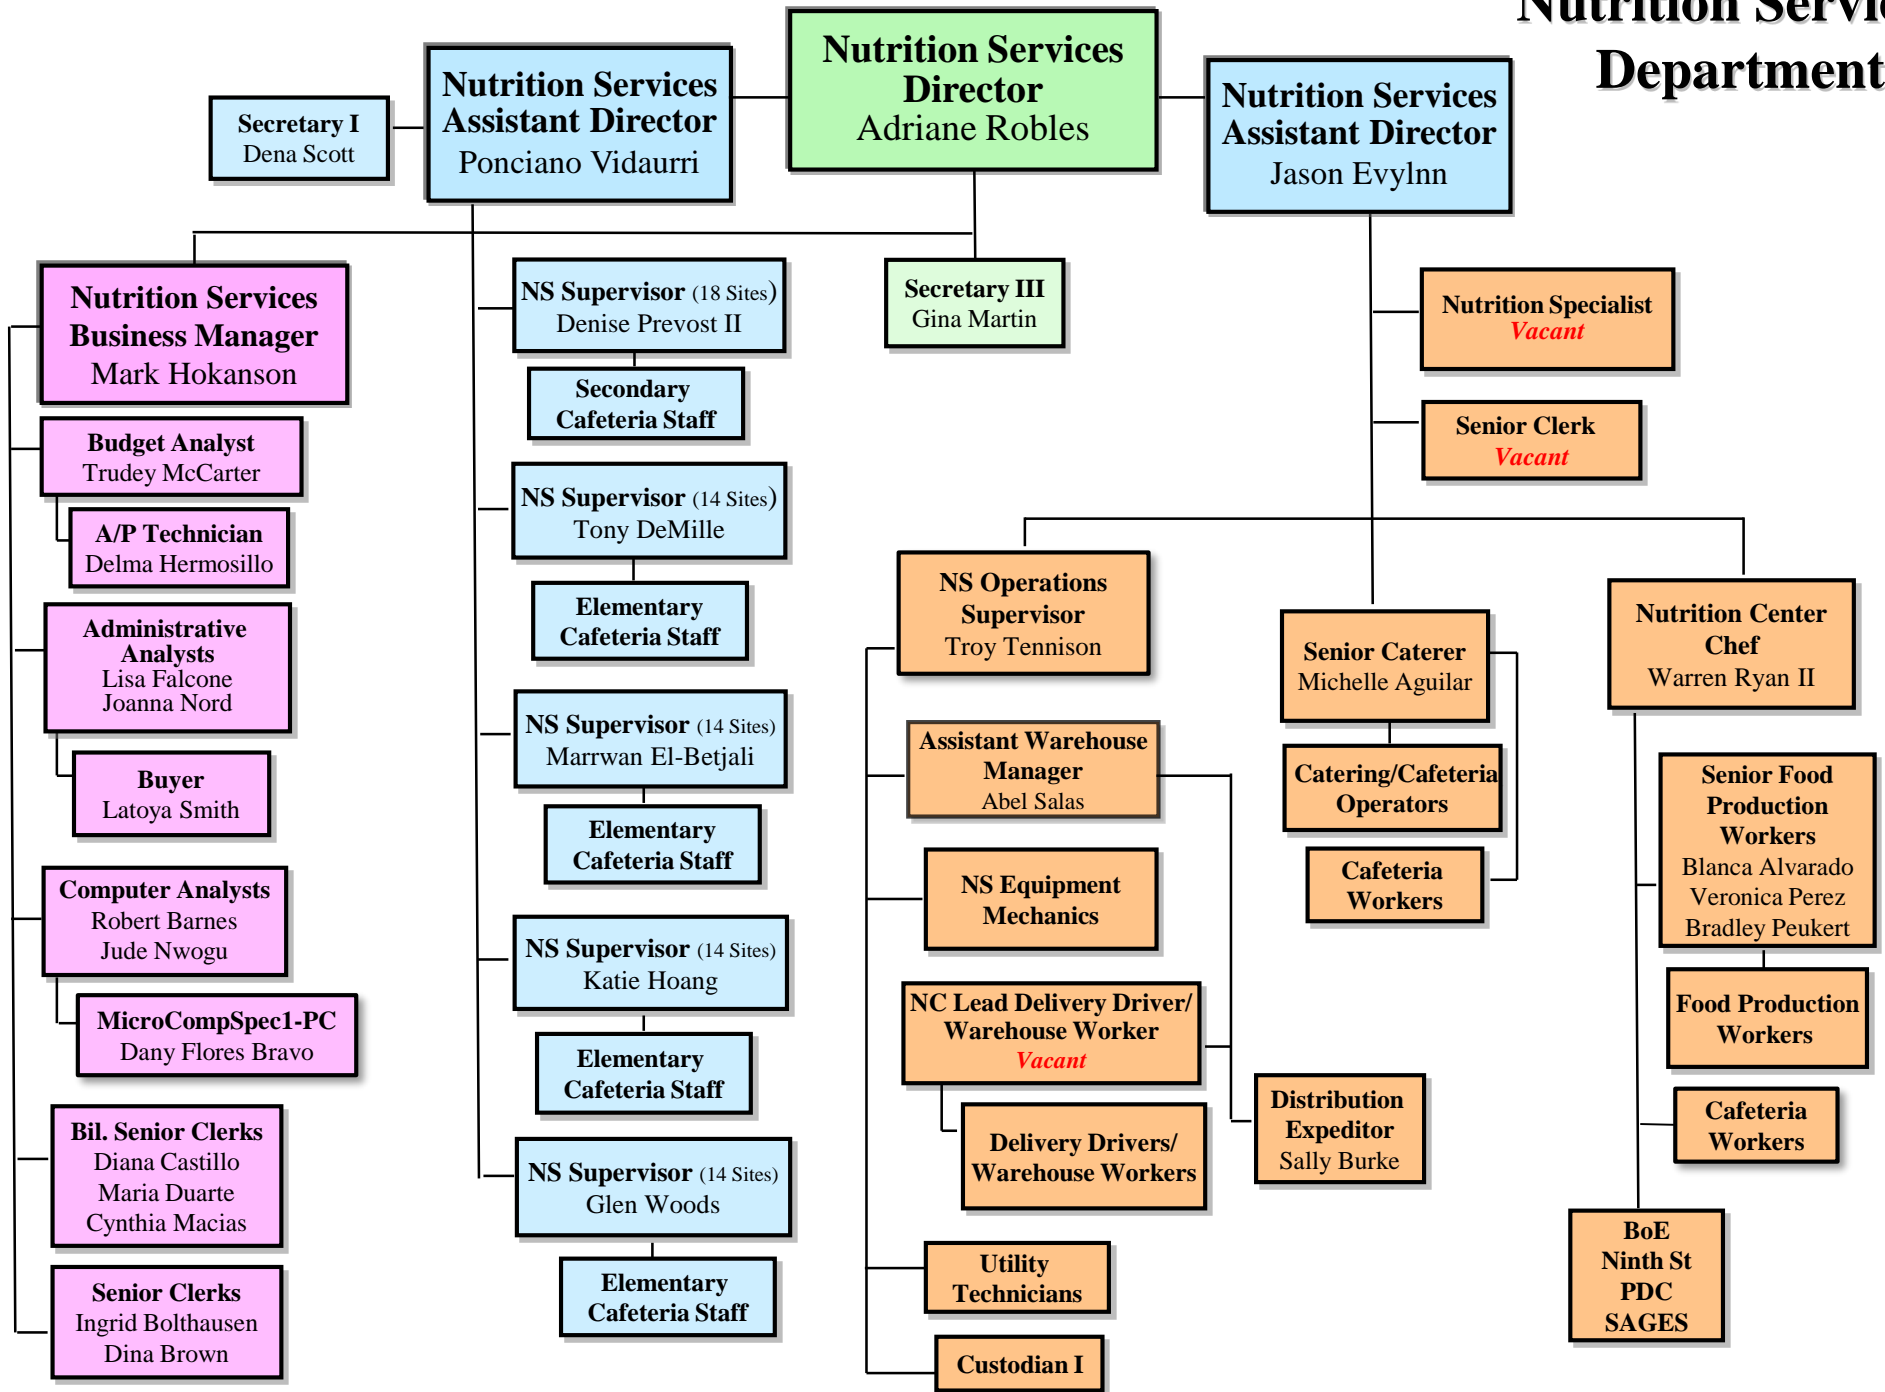 Department
Nutrition Services
Director
Adriane Robles
Nutrition Services
Assistant Director
Ponciano Vidaurri
Secretary I
Dena Scott
Nutrition Services
Assistant Director
Jason Evylnn
Nutrition Services
Business Manager
Mark Hokanson
Budget Analyst
Trudey McCarter
A/P Technician
Delma Hermosillo
Administrative
Analysts
Lisa Falcone
Joanna Nord
Buyer
Latoya Smith
Computer Analysts
Robert Barnes
Jude Nwogu
MicroCompSpec1-PC
Dany Flores Bravo
Bil. Senior Clerks
Diana Castillo
Maria Duarte
Cynthia Macias
Senior Clerks
Ingrid Bolthausen
Dina Brown
NS Supervisor (18 Sites)
Denise Prevost II
Secondary
Cafeteria Staff
NS Supervisor (14 Sites)
Tony DeMille
Elementary
Cafeteria Staff
NS Supervisor (14 Sites)
Marrwan El-Betjali
Elementary
Cafeteria Staff
NS Supervisor (14 Sites)
Katie Hoang
Elementary
Cafeteria Staff
NS Supervisor (14 Sites)
Glen Woods
Elementary
Cafeteria Staff
Secretary III
Gina Martin
Nutrition Specialist
Vacant
Senior Clerk
Vacant
NS Operations
Supervisor
Troy Tennison
Assistant Warehouse
Manager
Abel Salas
NS Equipment
Mechanics
NC Lead Delivery Driver/
Warehouse Worker
Vacant
Delivery Drivers/
Warehouse Workers
Distribution
Expeditor
Sally Burke
Utility
Technicians
Custodian I
Senior Caterer
Michelle Aguilar
Catering/Cafeteria
Operators
Cafeteria
Workers
Nutrition Center
Chef
Warren Ryan II
Senior Food
Production
Workers
Blanca Alvarado
Veronica Perez
Bradley Peukert
Food Production
Workers
Cafeteria
Workers
BoE
Ninth St
PDC
SAGES